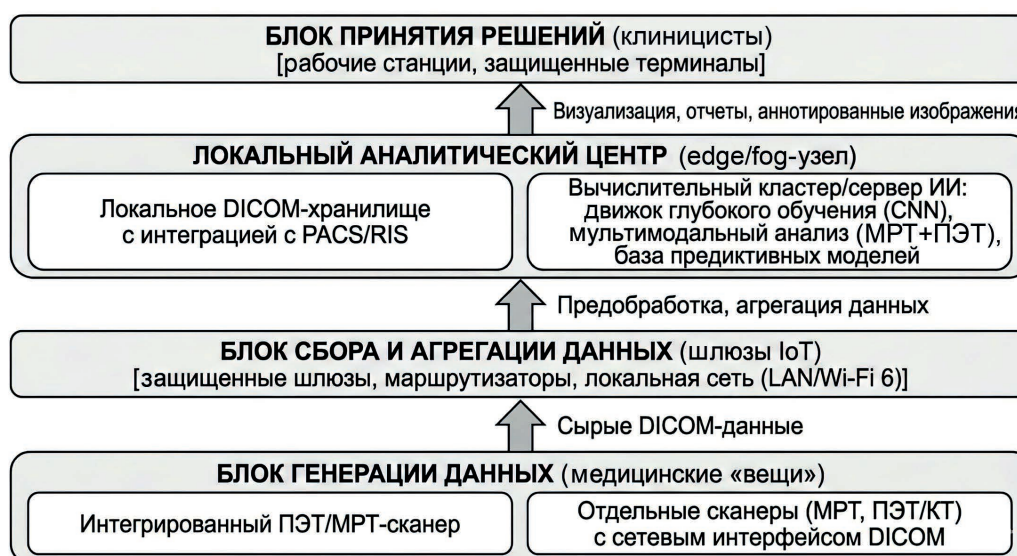 БЛОК ПРИНЯТИЯ РЕШЕНИЙ (клиницисты)
[рабочие станции, защищенные терминалы]
Визуализация, отчеты, аннотированные изображения
ЛОКАЛЬНЫЙ АНАЛИТИЧЕСКИЙ ЦЕНТР (edge/fog-узел)
Локальное DICOM-хранилище
с интеграцией с PACS/RIS
Вычислительный кластер/сервер ИИ:
движок глубокого обучения (CNN),
мультимодальный анализ (МРТ+ПЭТ),
база предиктивных моделей
Предобработка, агрегация данных
БЛОК СБОРА И АГРЕГАЦИИ ДАННЫХ (шлюзы IoT)
[защищенные шлюзы, маршрутизаторы, локальная сеть (LAN/Wi-Fi 6)]
Сырые DICOM-данные
БЛОК ГЕНЕРАЦИИ ДАННЫХ (медицинские «вещи»)
Интегрированный ПЭТ/МРТ-сканер
Отдельные сканеры (МРТ, ПЭТ/КТ)
с сетевым интерфейсом DICOM